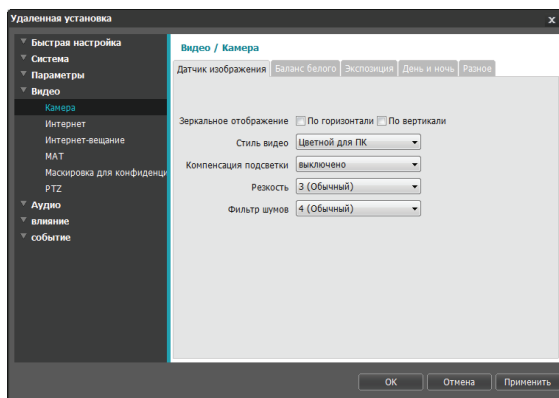 Удаленная установка
x
Быстрая настройка
Система
Параметры
Видео
Камера
Интернет
Интернет-вещание
МАТ
Маскировка для конфиденци
PTZ
Аудио
влияние
событие
Видео / Камера
Датчик изображения Баланс белого Экспозиция День и ночь Разное
Зеркальное отображение По горизонтали По вертикали
Стиль видео Цветной для ПК
Компенсация подсветки выключено
Резкость 3 (Обычный)
Фильтр шумов 4 (Обычный)
OK Отмена Применить